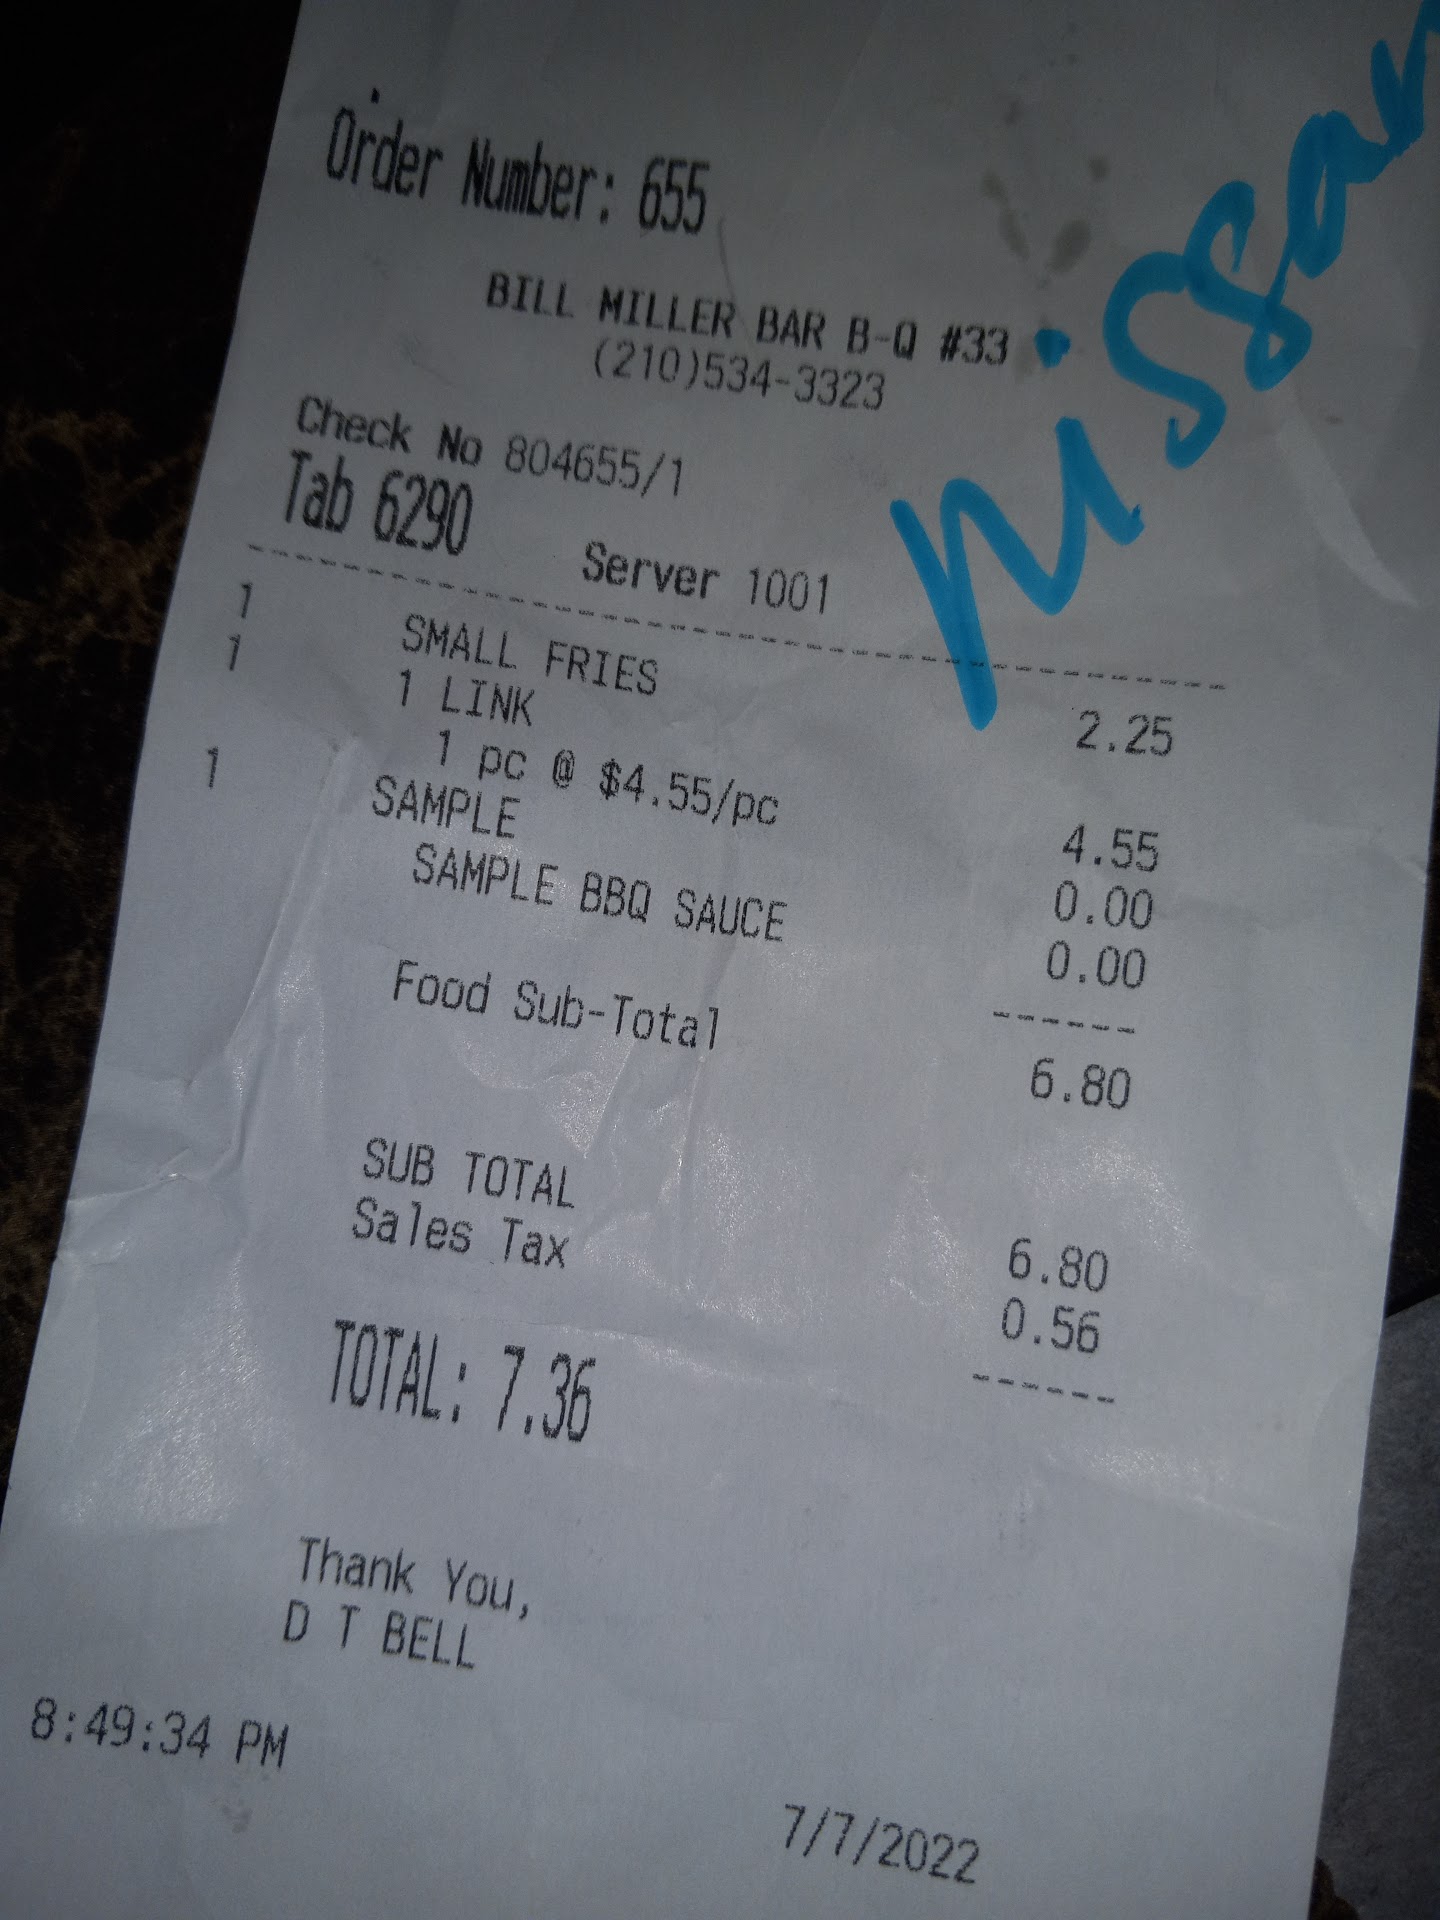 Order Number: 655
BILL MILLER BAR B-Q #33
(210)534-3323
Nissan
Check No 804655/1
Tab 6290 Server 1001
1 SMALL FRIES 2.25
1 1 LINK
1 pc @ $4.55/pc 4.55
1 SAMPLE 0.00
SAMPLE BBQ SAUCE 0.00
------
Food Sub-Total 6.80
SUB TOTAL 6.80
Sales Tax 0.56
------
TOTAL: 7.36
Thank You,
D T BELL
8:49:34 PM 7/7/2022